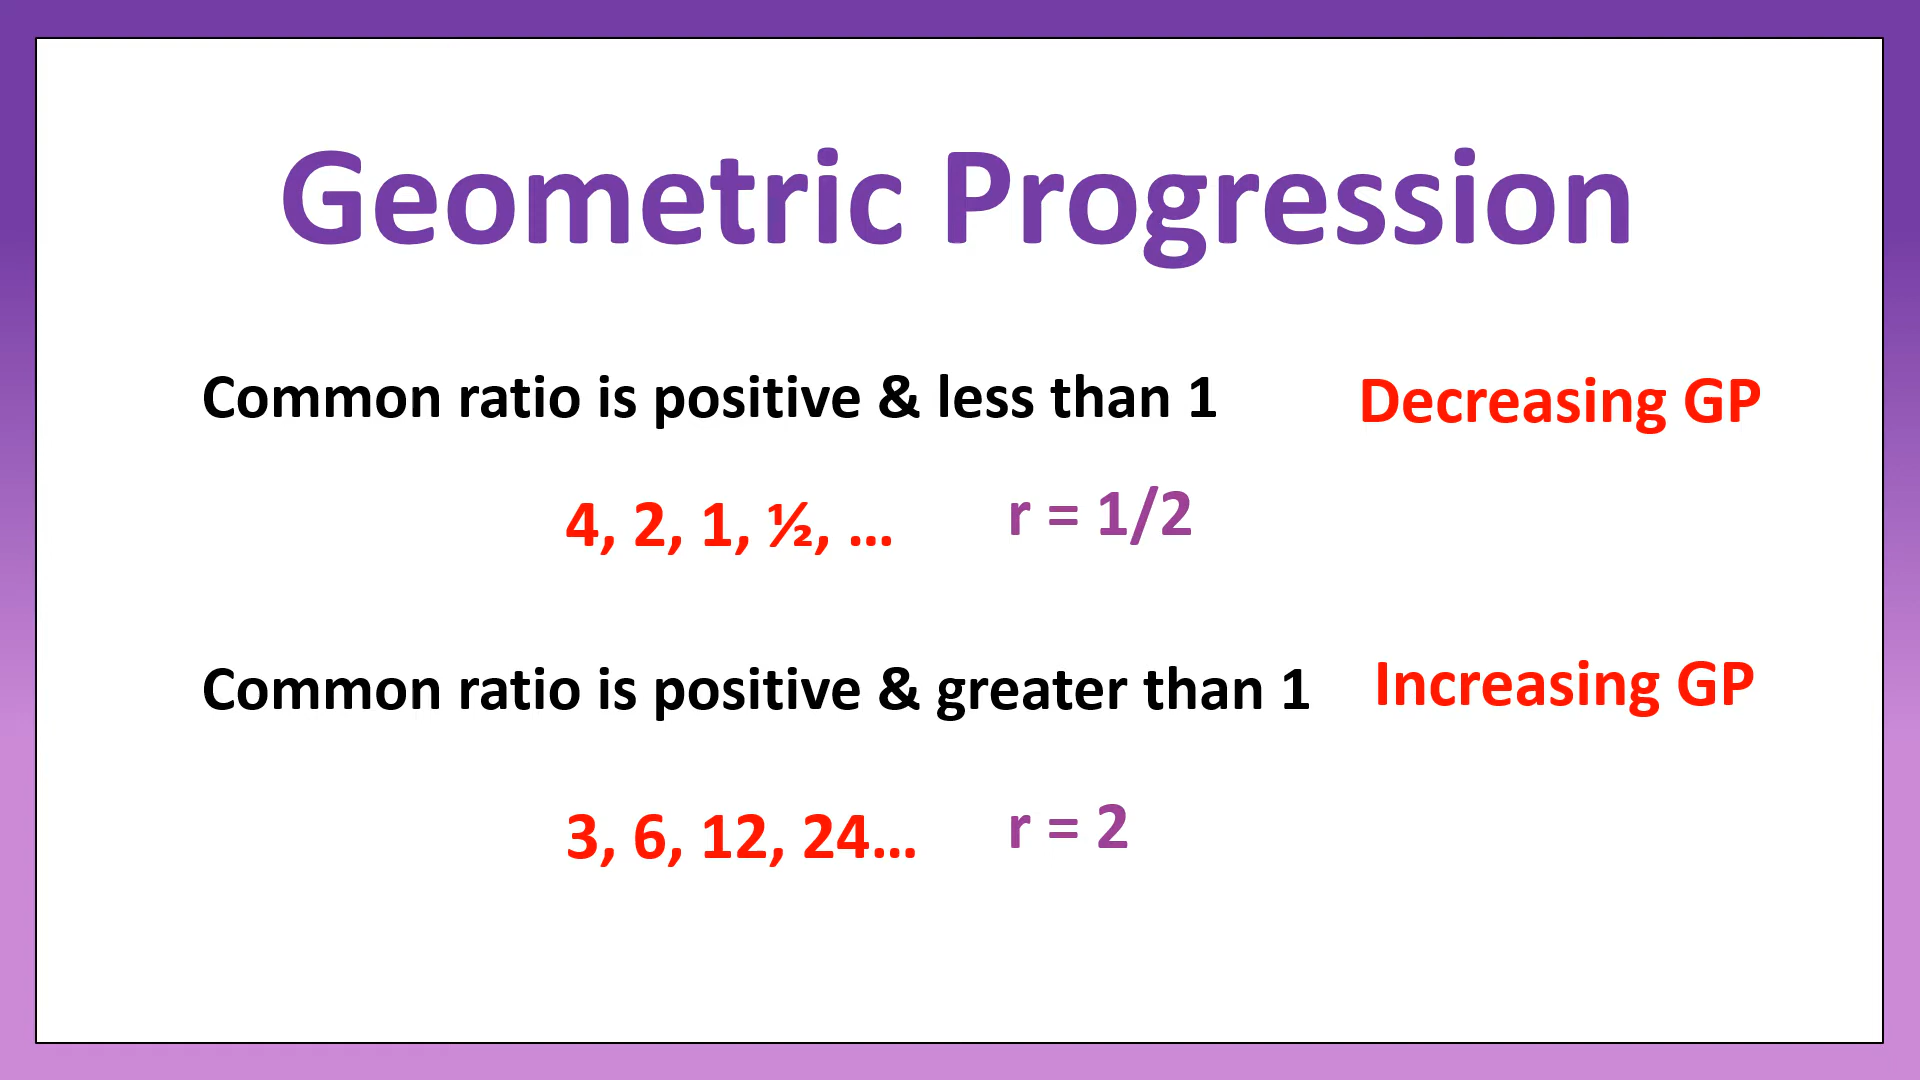 Geometric Progression
Common ratio is positive & less than 1 Decreasing GP
4, 2, 1, ½, ... r = 1/2
Common ratio is positive & greater than 1 Increasing GP
3, 6, 12, 24... r = 2